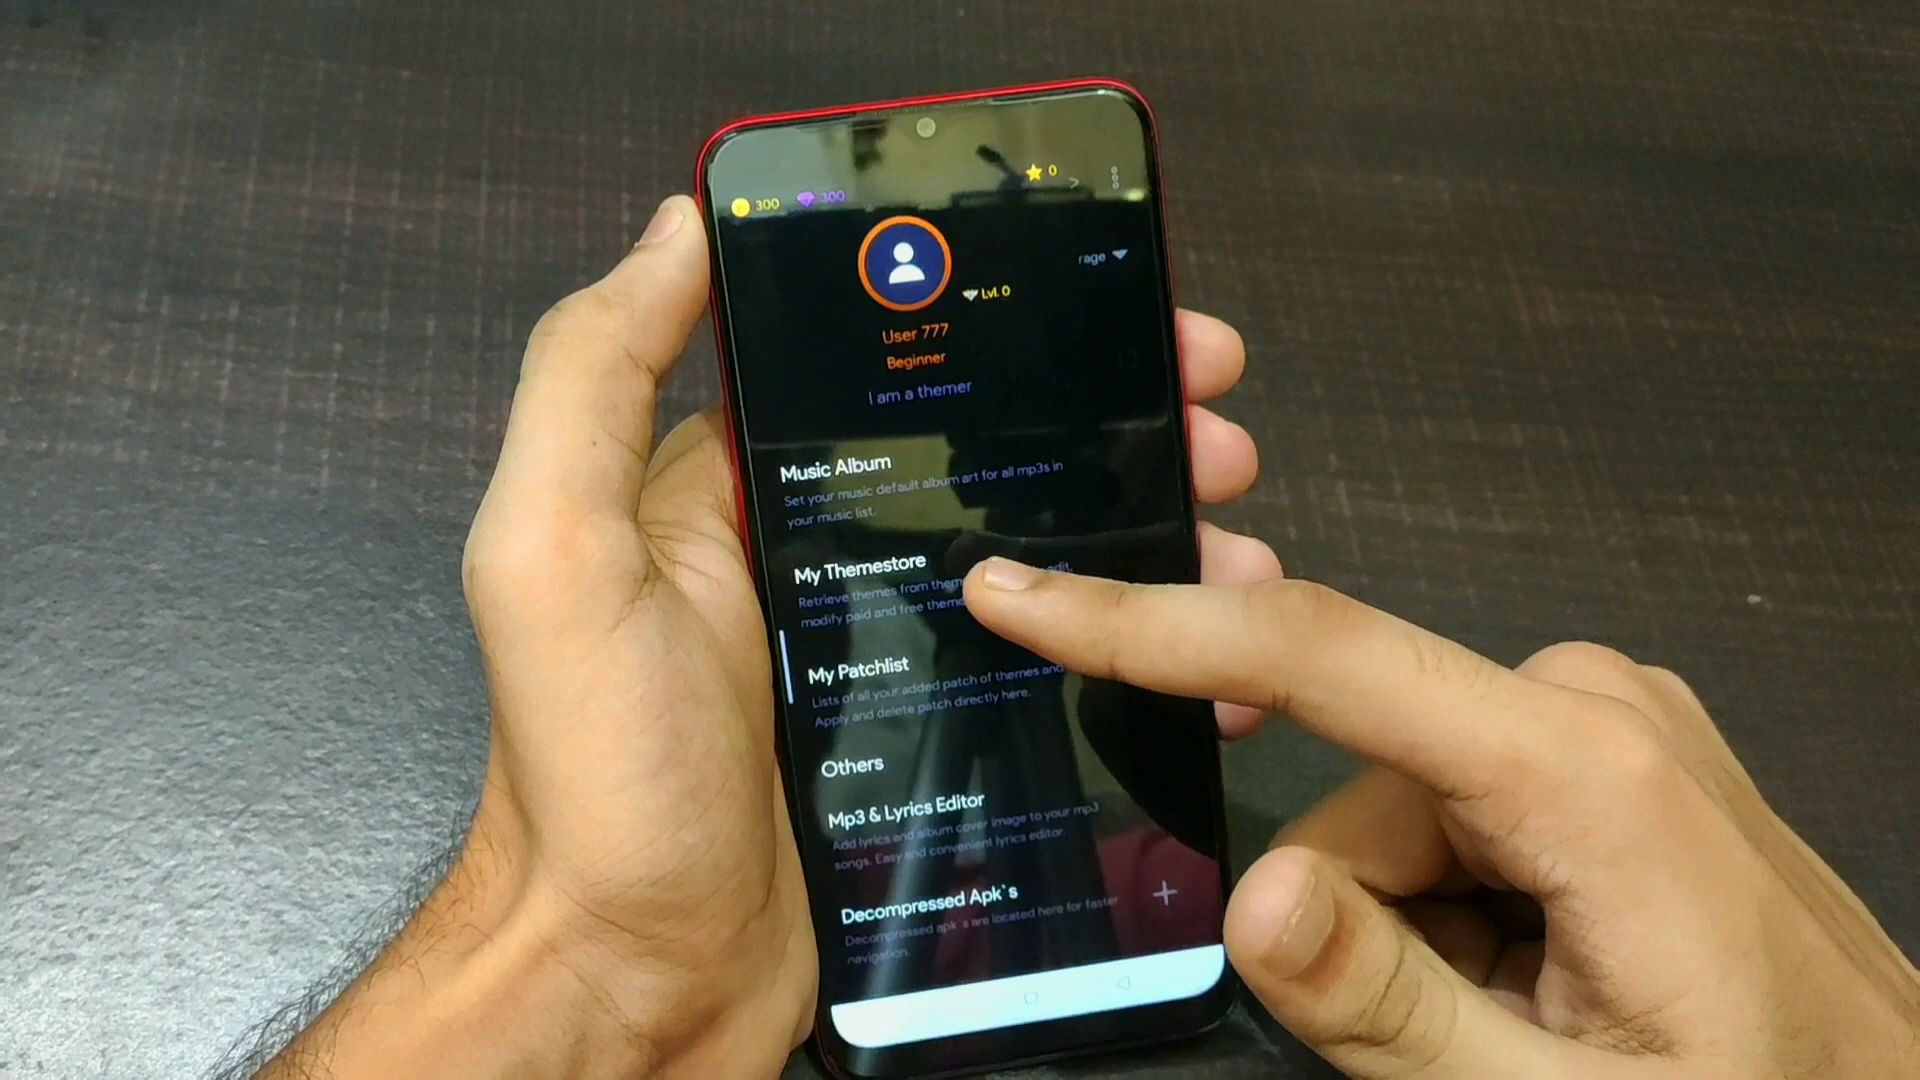 300 300 0 >
rage
Lvl. 0
User 777
Beginner
I am a themer
Music Album
Set your music default album art for all mp3s in
your music list.
My Themestore
Retrieve themes from edit,
modify paid and free
My Patchlist
Lists of all your added patch of themes and
Apply and delete patch directly here.
Others
Mp3 & Lyrics Editor
Add lyrics and album cover image to your mp3
songs. Easy and convenient lyrics editor.
Decompressed Apk`s
+
Decompressed apk`s are located here for faster
navigation.